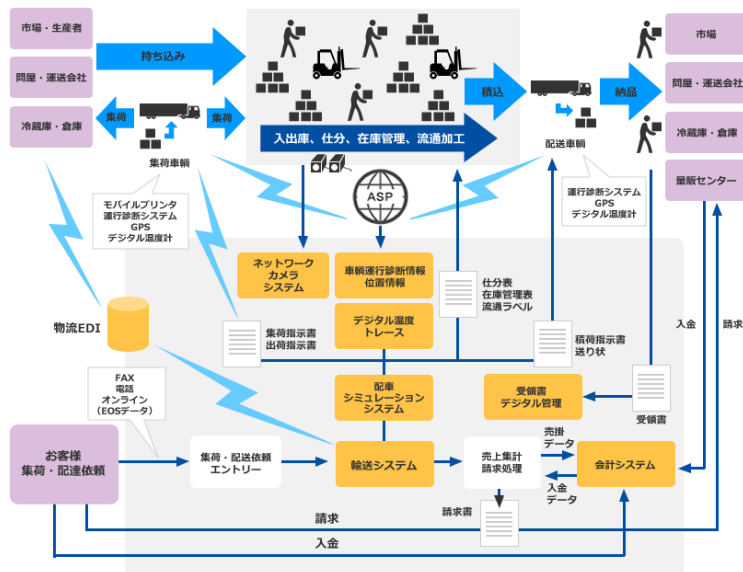 市場・生産者
問屋・運送会社
冷蔵庫・倉庫
持ち込み
集荷
集荷
集荷車輌
入出庫、仕分、在庫管理、流通加工
積込
配送車輌
納品
市場
問屋・運送会社
冷蔵庫・倉庫
量販センター
モバイルプリンタ
運行診断システム
GPS
デジタル温度計
ASP
運行診断システム
GPS
デジタル温度計
ネットワーク
カメラ
システム
車輌運行診断情報
位置情報
仕分表
在庫管理表
流通ラベル
デジタル温度
トレース
集荷指示書
出荷指示書
積荷指示書
送り状
入金
請求
物流EDI
FAX
電話
オンライン
（EOSデータ）
配車
シミュレーション
システム
受領書
デジタル管理
受領書
お客様
集荷・配達依頼
集荷・配送依頼
エントリー
輸送システム
売上集計
請求処理
売掛
データ
入金
データ
会計システム
請求書
請求
入金